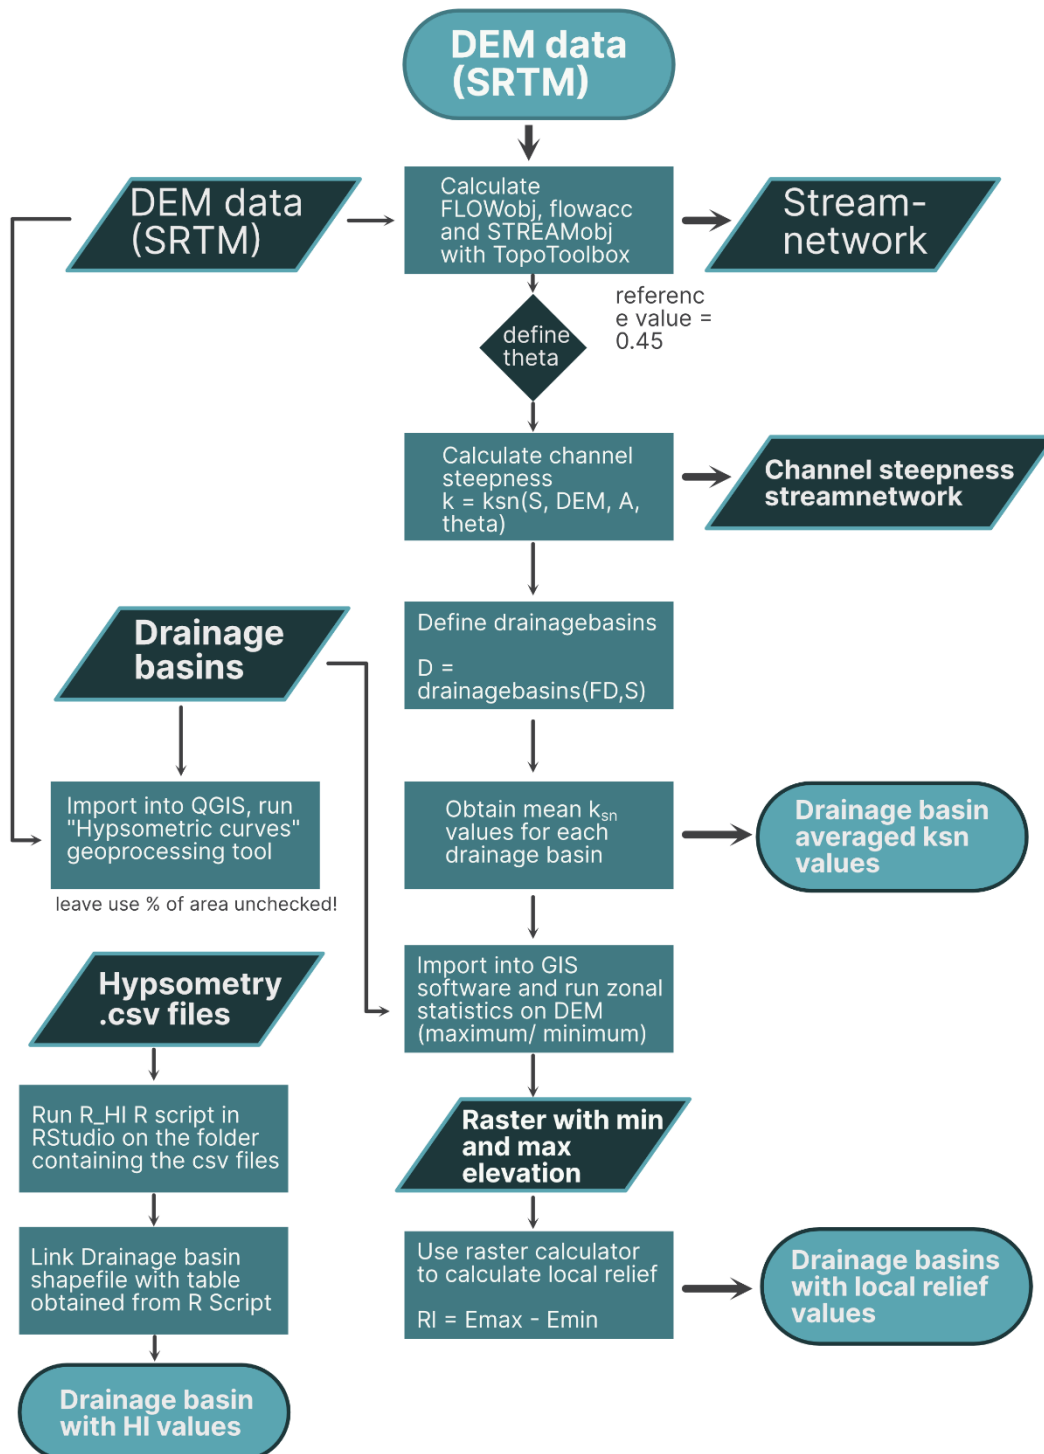 DEM data
(SRTM)
DEM data
(SRTM)
Calculate
FLOWobj, flowacc
and STREAMobj
with TopoToolbox
Stream-
network
referenc
e value =
0.45
define
theta
Calculate channel
steepness
k = ksn(S, DEM, A,
theta)
Channel steepness
streamnetwork
Drainage
basins
Define drainagebasins
D =
drainagebasins(FD,S)
Import into QGIS, run
"Hypsometric curves"
geoprocessing tool
leave use % of area unchecked!
Obtain mean ksn
values for each
drainage basin
Drainage basin
averaged ksn
values
Hypsometry
.csv files
Import into GIS
software and run zonal
statistics on DEM
(maximum/ minimum)
Run R_HI R script in
RStudio on the folder
containing the csv files
Raster with min
and max
elevation
Link Drainage basin
shapefile with table
obtained from R Script
Use raster calculator
to calculate local relief
Rl = Emax - Emin
Drainage basins
with local relief
values
Drainage basin
with HI values